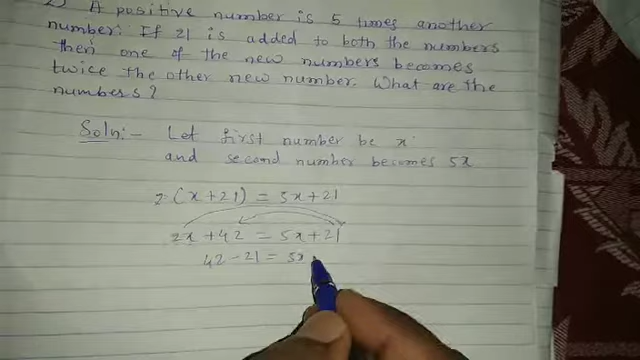 2) A positive number is 5 times another
number. If 21 is added to both the numbers
then one of the new numbers becomes
twice the other new number. What are the
numbers?
Soln:- Let first number be x
and second number becomes 5x
2(x+21) = 5x+21
2x+42 = 5x+21
42-21 = 5x